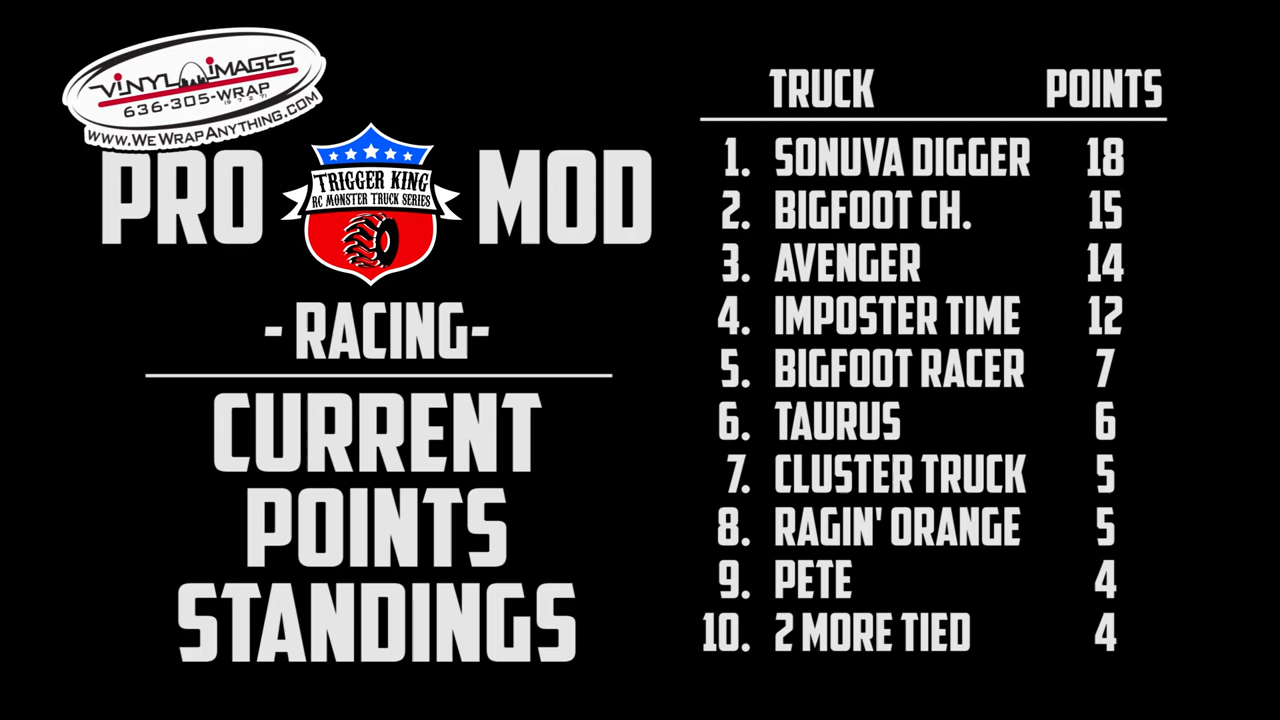 VINYL IMAGES
636-305-WRAP
(9727)
WWW.WEWRAPANYTHING.COM
PRO MOD
TRIGGER KING
RC MONSTER TRUCK SERIES
- RACING-
CURRENT
POINTS
STANDINGS
TRUCK POINTS
1. SONUVA DIGGER 18
2. BIGFOOT CH. 15
3. AVENGER 14
4. IMPOSTER TIME 12
5. BIGFOOT RACER 7
6. TAURUS 6
7. CLUSTER TRUCK 5
8. RAGIN' ORANGE 5
9. PETE 4
10. 2 MORE TIED 4